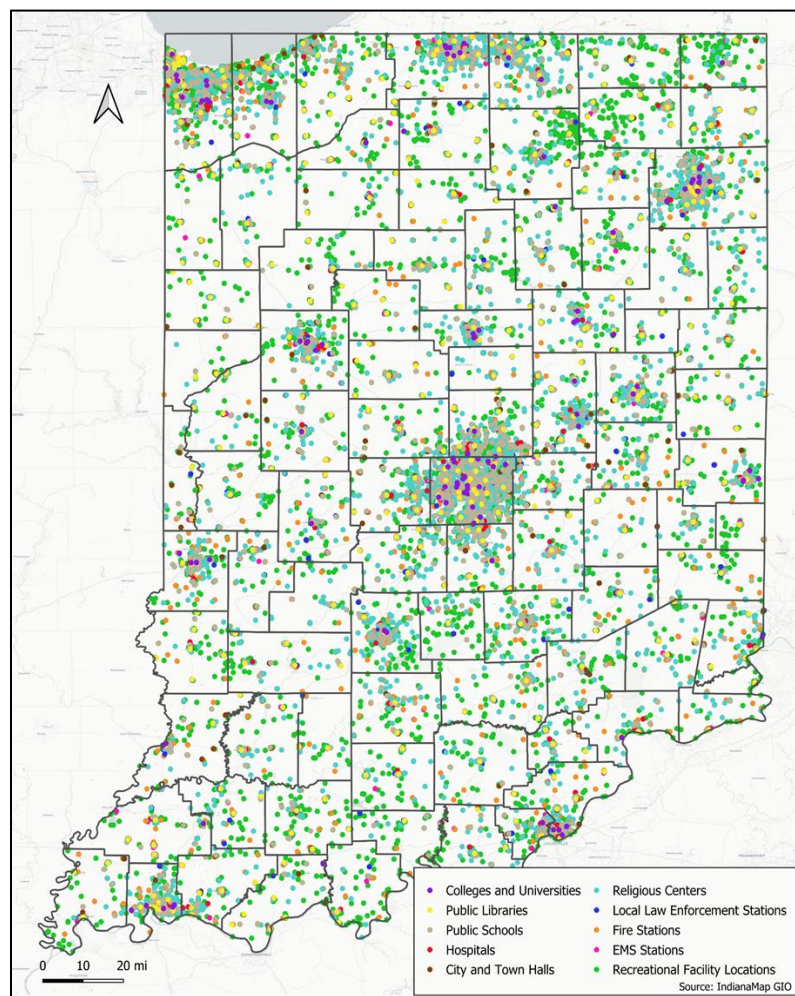 Colleges and Universities
Public Libraries
Public Schools
Hospitals
City and Town Halls
Religious Centers
Local Law Enforcement Stations
Fire Stations
EMS Stations
Recreational Facility Locations
0 10 20 mi
Source: IndianaMap GIO